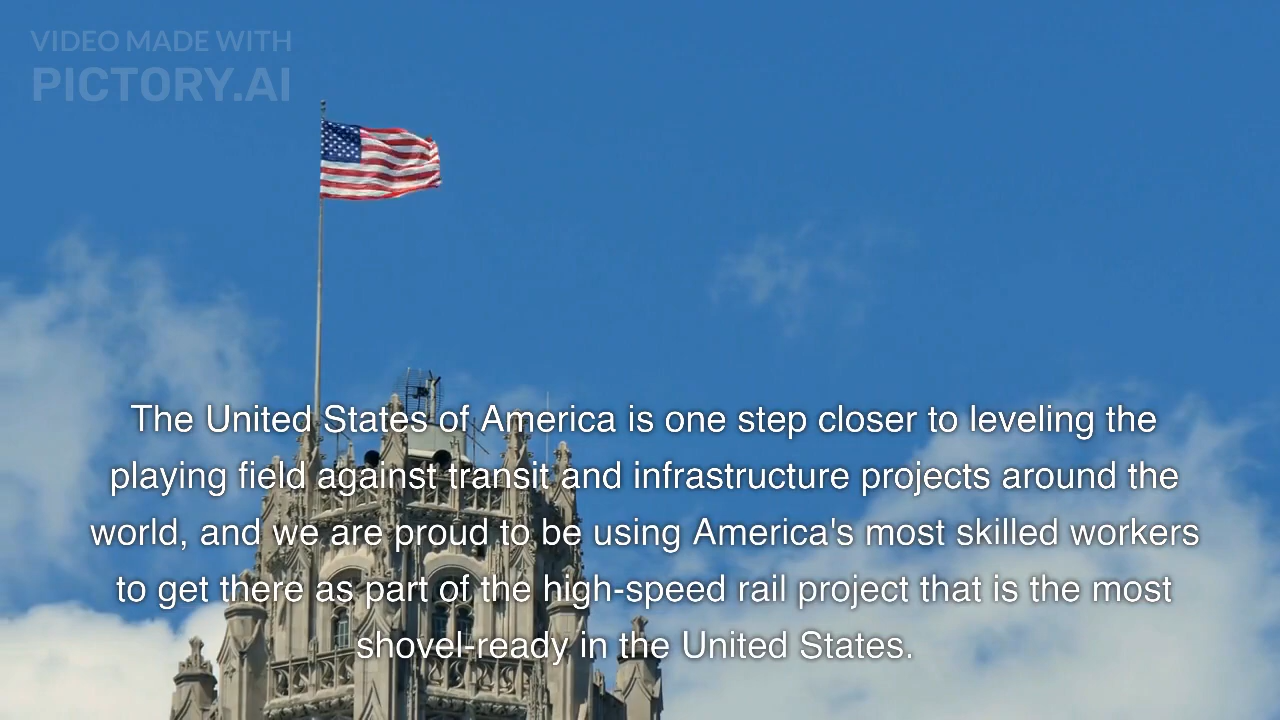 VIDEO MADE WITH
PICTORY.AI
The United States of America is one step closer to leveling the
playing field against transit and infrastructure projects around the
world, and we are proud to be using America's most skilled workers
to get there as part of the high-speed rail project that is the most
shovel-ready in the United States.